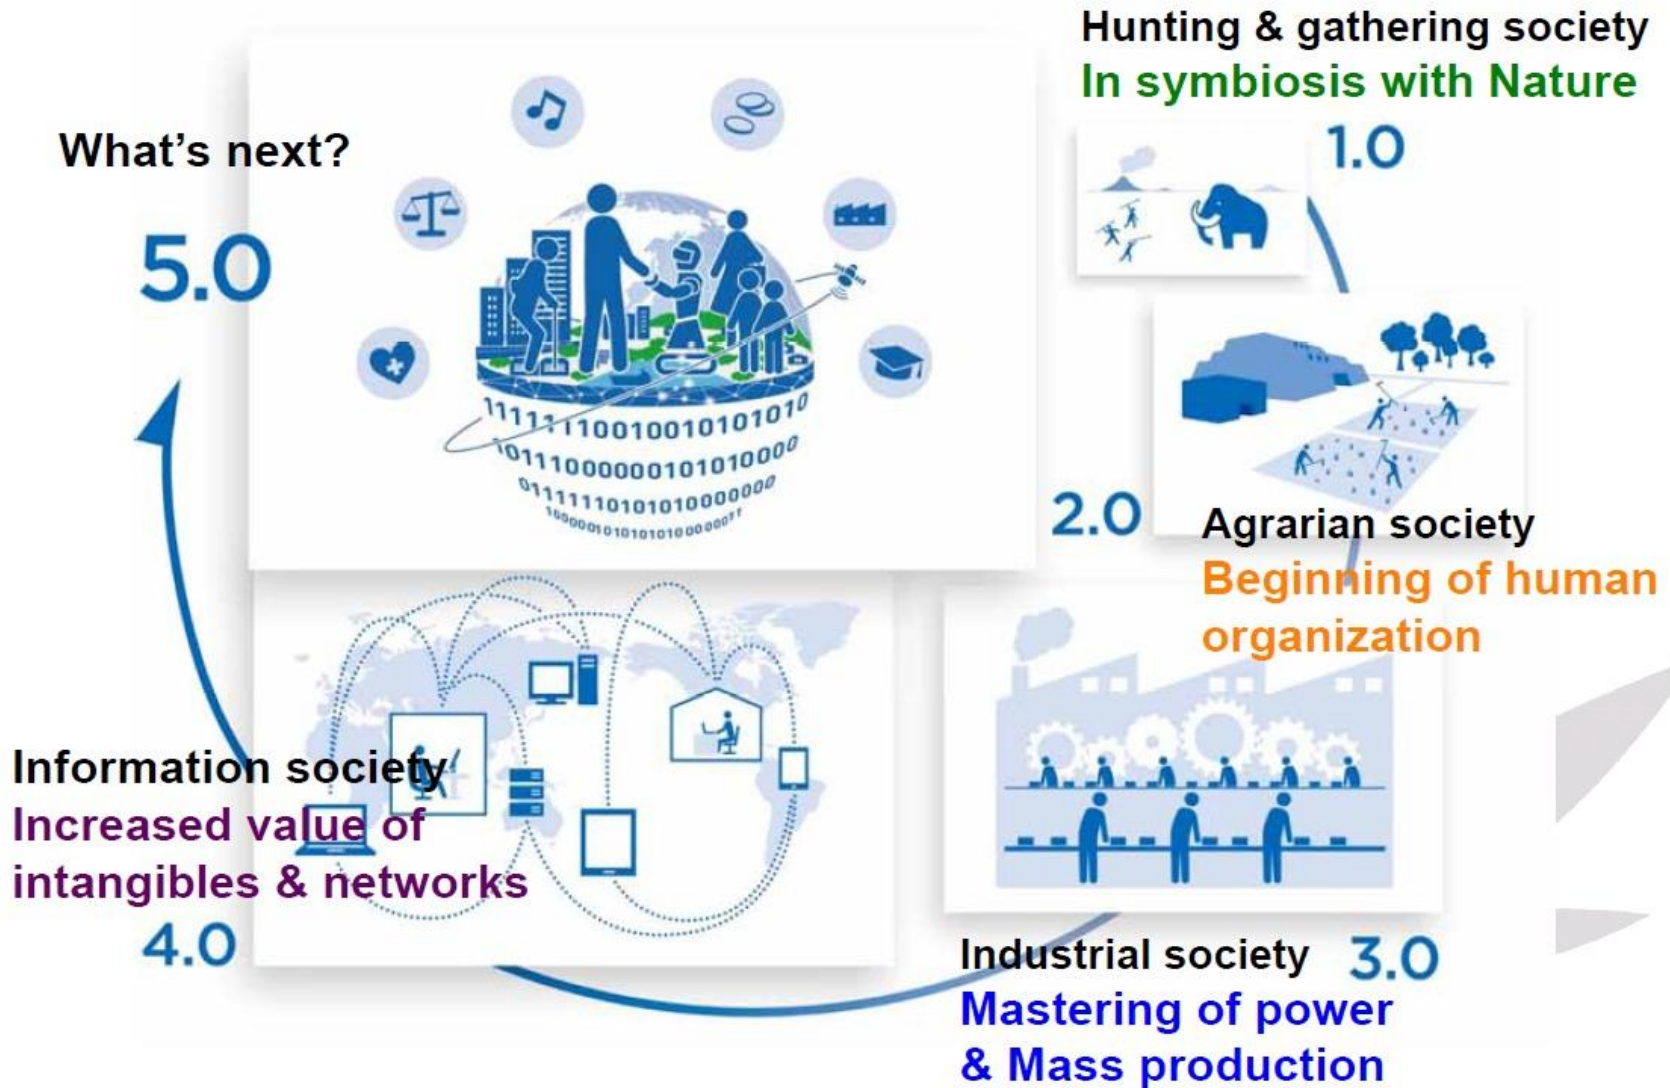 Hunting & gathering society
In symbiosis with Nature
1.0
What's next?
5.0
11111110010010101010
10111000000101010000
2.0
Agrarian society
Beginning of human
organization
Information society
Increased value of
intangibles & networks
4.0
Industrial society 3.0
Mastering of power
& Mass production